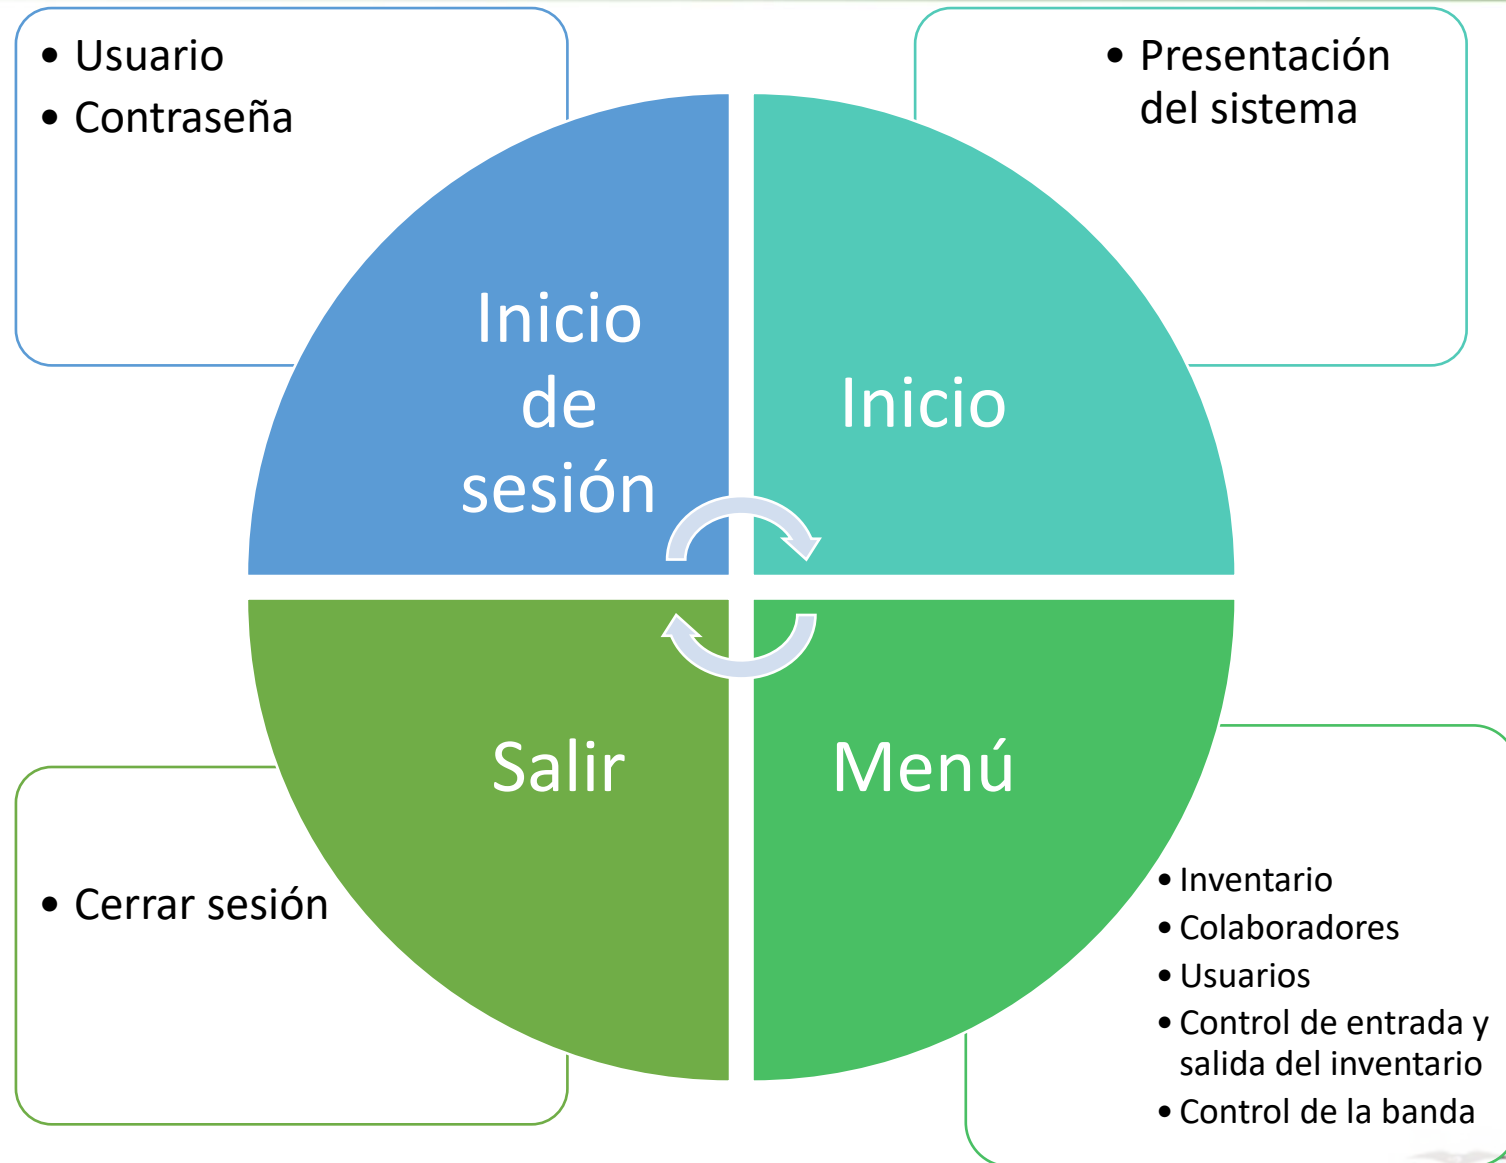 • Usuario
• Contraseña
• Presentación
del sistema
Inicio
de
sesión
Inicio
Salir
Menú
• Cerrar sesión
• Inventario
• Colaboradores
• Usuarios
• Control de entrada y
salida del inventario
• Control de la banda